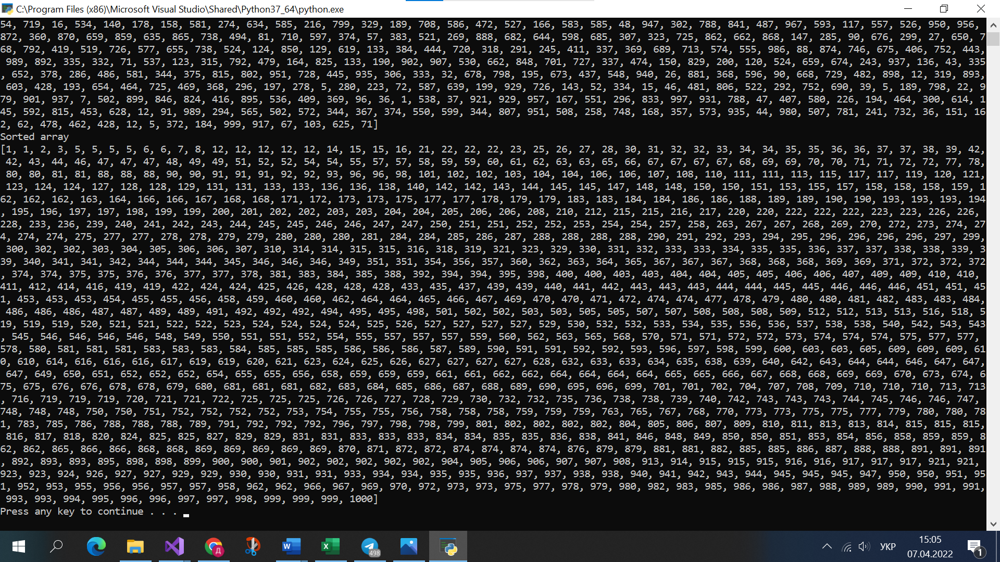 C:\Program Files (x86)\Microsoft Visual Studio\Shared\Python37_64\python.exe
54, 719, 16, 534, 140, 178, 158, 581, 274, 634, 585, 216, 799, 329, 189, 708, 586, 472, 527, 166, 583, 585, 48, 947, 302, 788, 841, 487, 967, 593, 117, 557, 526, 950, 956,
872, 360, 870, 659, 859, 635, 865, 738, 494, 81, 710, 597, 374, 57, 383, 521, 269, 888, 682, 644, 598, 685, 307, 323, 725, 862, 662, 868, 147, 285, 90, 676, 299, 27, 650, 7
68, 792, 419, 519, 726, 577, 655, 738, 524, 124, 850, 129, 619, 133, 384, 444, 720, 318, 291, 245, 411, 337, 369, 689, 713, 574, 555, 986, 88, 874, 746, 675, 406, 752, 443,
989, 892, 335, 332, 71, 537, 123, 315, 792, 479, 164, 825, 133, 190, 902, 907, 530, 662, 848, 701, 727, 337, 474, 150, 829, 200, 120, 524, 659, 674, 243, 937, 136, 43, 335
, 652, 378, 286, 486, 581, 344, 375, 815, 802, 951, 728, 445, 935, 306, 333, 32, 678, 798, 195, 673, 437, 548, 940, 26, 881, 368, 596, 90, 668, 729, 482, 898, 12, 319, 893,
603, 428, 193, 654, 464, 725, 469, 368, 296, 197, 278, 5, 280, 223, 72, 587, 639, 199, 929, 726, 143, 52, 334, 15, 46, 481, 806, 522, 292, 752, 690, 39, 5, 189, 798, 22, 9
79, 901, 937, 7, 502, 899, 846, 824, 416, 895, 536, 409, 369, 96, 36, 1, 538, 37, 921, 929, 957, 167, 551, 296, 833, 997, 931, 788, 47, 407, 580, 226, 194, 464, 300, 614, 1
45, 592, 815, 453, 628, 12, 91, 989, 294, 565, 502, 572, 344, 367, 374, 550, 599, 344, 807, 951, 508, 258, 748, 168, 357, 573, 935, 44, 980, 507, 781, 241, 732, 36, 151, 16
2, 62, 478, 462, 428, 12, 5, 372, 184, 999, 917, 67, 103, 625, 71]
Sorted array
[1, 1, 2, 3, 5, 5, 5, 5, 6, 6, 7, 8, 12, 12, 12, 12, 12, 14, 15, 15, 16, 21, 22, 22, 22, 23, 25, 26, 27, 28, 30, 31, 32, 32, 33, 34, 34, 35, 35, 36, 36, 37, 37, 38, 39, 42,
42, 43, 44, 46, 47, 47, 47, 48, 49, 49, 51, 52, 52, 54, 54, 55, 57, 57, 58, 59, 59, 60, 61, 62, 63, 63, 65, 66, 67, 67, 67, 67, 68, 69, 69, 70, 70, 71, 71, 72, 72, 77, 78,
80, 80, 81, 81, 88, 88, 88, 90, 90, 91, 91, 91, 92, 92, 93, 96, 96, 98, 101, 102, 102, 103, 104, 104, 106, 106, 107, 108, 110, 111, 111, 113, 115, 117, 117, 119, 120, 121,
123, 124, 124, 127, 128, 128, 129, 131, 131, 133, 133, 136, 136, 138, 140, 142, 142, 143, 144, 145, 145, 147, 148, 148, 150, 150, 151, 153, 155, 157, 158, 158, 158, 159, 1
62, 162, 162, 163, 164, 166, 166, 167, 168, 168, 171, 172, 173, 173, 175, 177, 177, 178, 179, 179, 183, 183, 184, 184, 186, 186, 188, 189, 189, 190, 190, 193, 193, 193, 194
, 195, 196, 197, 197, 198, 199, 199, 200, 201, 202, 202, 203, 203, 204, 204, 205, 206, 206, 208, 210, 212, 215, 215, 216, 217, 220, 220, 222, 222, 222, 223, 223, 226, 226,
228, 233, 236, 239, 240, 241, 242, 243, 244, 245, 245, 246, 246, 247, 247, 250, 251, 251, 252, 252, 253, 254, 254, 257, 258, 263, 267, 267, 268, 269, 270, 272, 273, 274, 27
4, 274, 274, 275, 277, 277, 278, 278, 279, 279, 280, 280, 280, 281, 284, 284, 285, 286, 287, 288, 288, 288, 288, 290, 291, 292, 293, 294, 295, 296, 296, 296, 296, 297, 299,
300, 302, 302, 303, 304, 305, 306, 306, 307, 310, 314, 314, 315, 315, 316, 318, 319, 321, 323, 329, 330, 331, 332, 333, 333, 334, 335, 335, 336, 337, 337, 338, 338, 339, 3
39, 340, 341, 341, 342, 344, 344, 344, 345, 346, 346, 346, 349, 351, 351, 354, 356, 357, 360, 362, 363, 364, 365, 367, 367, 367, 368, 368, 368, 369, 369, 371, 372, 372, 372
, 374, 374, 375, 375, 376, 376, 377, 377, 378, 381, 383, 384, 385, 388, 392, 394, 394, 395, 398, 400, 400, 403, 403, 404, 404, 405, 405, 406, 406, 407, 409, 409, 410, 410,
411, 412, 414, 416, 419, 419, 422, 424, 424, 425, 426, 428, 428, 428, 433, 435, 437, 439, 439, 440, 441, 442, 443, 443, 443, 444, 444, 445, 445, 446, 446, 446, 451, 451, 45
1, 453, 453, 453, 454, 455, 455, 456, 458, 459, 460, 460, 462, 464, 464, 465, 466, 467, 469, 470, 470, 471, 472, 474, 474, 477, 478, 479, 480, 480, 481, 482, 483, 483, 484,
486, 486, 486, 487, 487, 489, 489, 491, 492, 492, 492, 494, 495, 495, 498, 501, 502, 502, 503, 503, 505, 505, 507, 507, 508, 508, 508, 509, 512, 512, 513, 513, 516, 518, 5
19, 519, 519, 520, 521, 521, 522, 522, 523, 524, 524, 524, 524, 525, 526, 527, 527, 527, 527, 529, 530, 532, 532, 533, 534, 535, 536, 536, 537, 538, 538, 540, 542, 543, 543
, 545, 546, 546, 546, 546, 548, 549, 550, 551, 551, 552, 554, 555, 557, 557, 557, 559, 560, 562, 563, 565, 568, 570, 571, 571, 572, 572, 573, 574, 574, 574, 575, 577, 577,
578, 580, 581, 581, 581, 583, 583, 583, 584, 585, 585, 585, 586, 586, 586, 587, 589, 590, 591, 591, 592, 592, 593, 596, 597, 598, 599, 600, 603, 603, 605, 609, 609, 609, 61
0, 610, 614, 616, 616, 616, 617, 619, 619, 620, 621, 623, 624, 625, 626, 627, 627, 627, 627, 628, 632, 633, 633, 634, 635, 638, 639, 640, 642, 643, 644, 644, 646, 647, 647,
647, 649, 650, 651, 652, 652, 652, 654, 655, 655, 656, 658, 659, 659, 659, 661, 661, 662, 662, 664, 664, 664, 664, 665, 665, 666, 667, 668, 668, 669, 669, 670, 673, 674, 6
75, 675, 676, 676, 678, 678, 679, 680, 681, 681, 681, 682, 683, 684, 685, 686, 687, 688, 689, 690, 695, 696, 699, 701, 701, 702, 704, 707, 708, 709, 710, 710, 710, 713, 713
, 716, 719, 719, 719, 720, 721, 721, 722, 725, 725, 725, 726, 726, 727, 728, 729, 730, 732, 732, 735, 736, 738, 738, 739, 740, 742, 743, 743, 743, 744, 745, 746, 746, 747,
748, 748, 748, 750, 750, 751, 752, 752, 752, 752, 753, 754, 755, 755, 756, 758, 758, 758, 759, 759, 759, 763, 765, 767, 768, 770, 773, 773, 775, 775, 777, 779, 780, 780, 78
1, 783, 785, 786, 788, 788, 788, 789, 791, 792, 792, 792, 796, 797, 798, 798, 799, 801, 802, 802, 802, 802, 804, 805, 806, 807, 809, 810, 811, 813, 813, 814, 815, 815, 815,
816, 817, 818, 820, 824, 825, 825, 827, 829, 829, 831, 831, 833, 833, 833, 834, 834, 835, 835, 836, 838, 841, 846, 848, 849, 850, 850, 851, 853, 854, 856, 858, 859, 859, 8
62, 862, 865, 866, 866, 868, 868, 869, 869, 869, 869, 869, 870, 871, 872, 872, 874, 874, 874, 874, 876, 879, 879, 881, 881, 882, 885, 885, 886, 887, 888, 888, 891, 891, 891
, 892, 893, 893, 895, 898, 898, 899, 900, 900, 901, 902, 902, 902, 902, 902, 904, 905, 906, 906, 907, 907, 908, 913, 914, 915, 915, 915, 916, 916, 917, 917, 917, 921, 921,
923, 923, 924, 926, 927, 927, 929, 929, 930, 930, 931, 931, 933, 934, 934, 935, 935, 936, 937, 937, 938, 938, 940, 941, 942, 943, 944, 945, 945, 945, 947, 950, 950, 951, 95
1, 952, 953, 955, 956, 956, 957, 957, 958, 962, 962, 966, 967, 969, 970, 972, 973, 973, 975, 977, 978, 979, 980, 982, 983, 985, 986, 986, 987, 988, 989, 989, 990, 991, 991,
993, 993, 994, 995, 996, 996, 997, 997, 998, 999, 999, 999, 1000]
Press any key to continue . . .
Д
W
X
498
УКР
15:05
07.04.2022
1